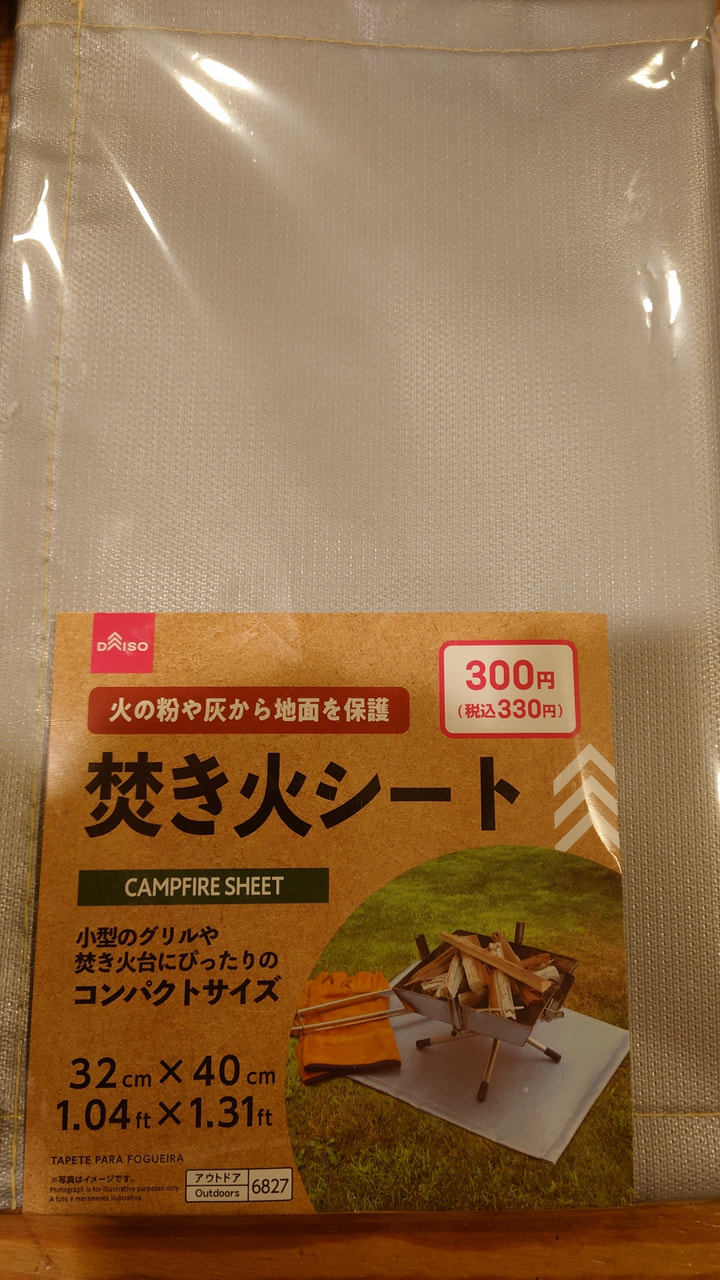 DAISO
300円
(税込330円)
火の粉や灰から地面を保護
焚き火シート
CAMPFIRE SHEET
小型のグリルや
焚き火台にぴったりの
コンパクトサイズ
32cm×40cm
1.04ft×1.31ft
TAPETE PARA FOGUEIRA
※写真はイメージです。
Photograph is for illustrative purposes only.
A foto é meramente ilustrativa.
アウトドア
Outdoors
6827